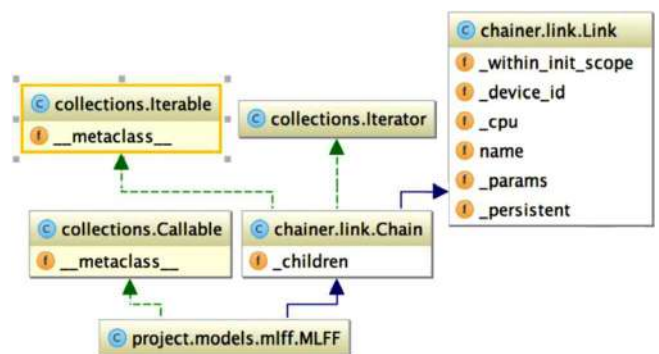 chainer.link.Link
_within_init_scope
_device_id
_cpu
name
_params
_persistent
collections.Iterable
__metaclass__
collections.Iterator
collections.Callable
__metaclass__
chainer.link.Chain
_children
project.models.mlff.MLFF